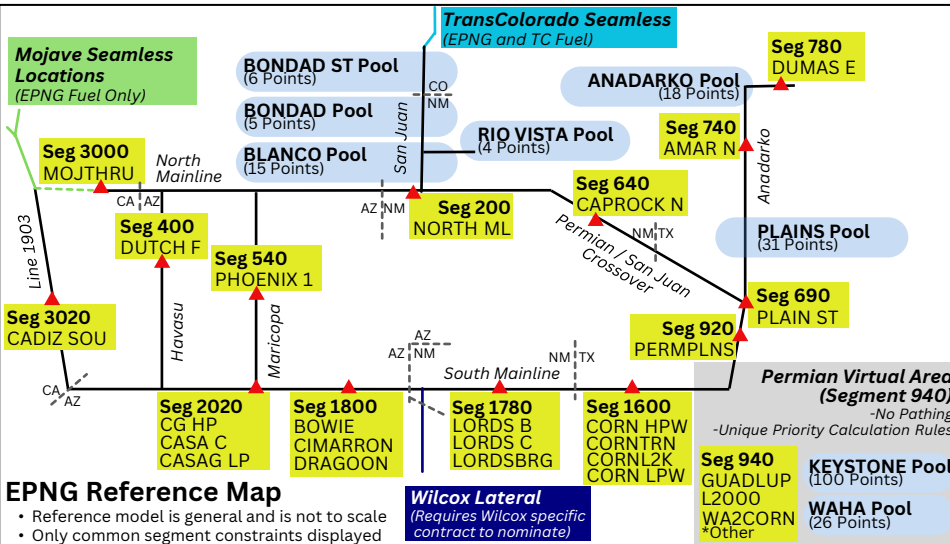 TransColorado Seamless
(EPNG and TC Fuel)
Mojave Seamless
Locations
(EPNG Fuel Only)
BONDAD ST Pool
(6 Points)
BONDAD Pool
(5 Points)
BLANCO Pool
(15 Points)
CO
NM
San Juan
RIO VISTA Pool
(4 Points)
ANADARKO Pool
(18 Points)
Seg 780
DUMAS E
Seg 740
AMAR N
Anadarko
Seg 3000
MOJTHRU
North
Mainline
CA
AZ
AZ
NM
Seg 200
NORTH ML
Seg 640
CAPROCK N
NM
TX
Permian / San Juan
Crossover
PLAINS Pool
(31 Points)
Line 1903
Seg 400
DUTCH F
Seg 540
PHOENIX 1
Seg 3020
CADIZ SOU
Havasu
Maricopa
Seg 690
PLAIN ST
Seg 920
PERMPLNS
CA
AZ
AZ
AZ
NM
South Mainline
NM
TX
Seg 2020
CG HP
CASA C
CASAG LP
Seg 1800
BOWIE
CIMARRON
DRAGOON
Seg 1780
LORDS B
LORDS C
LORDSBRG
Seg 1600
CORN HPW
CORNTRN
CORNL2K
CORN LPW
Permian Virtual Area
(Segment 940)
-No Pathing
-Unique Priority Calculation Rules
Seg 940
GUADLUP
L2000
WA2CORN
*Other
KEYSTONE Pool
(100 Points)
WAHA Pool
(26 Points)
Wilcox Lateral
(Requires Wilcox specific
contract to nominate)
EPNG Reference Map
• Reference model is general and is not to scale
• Only common segment constraints displayed